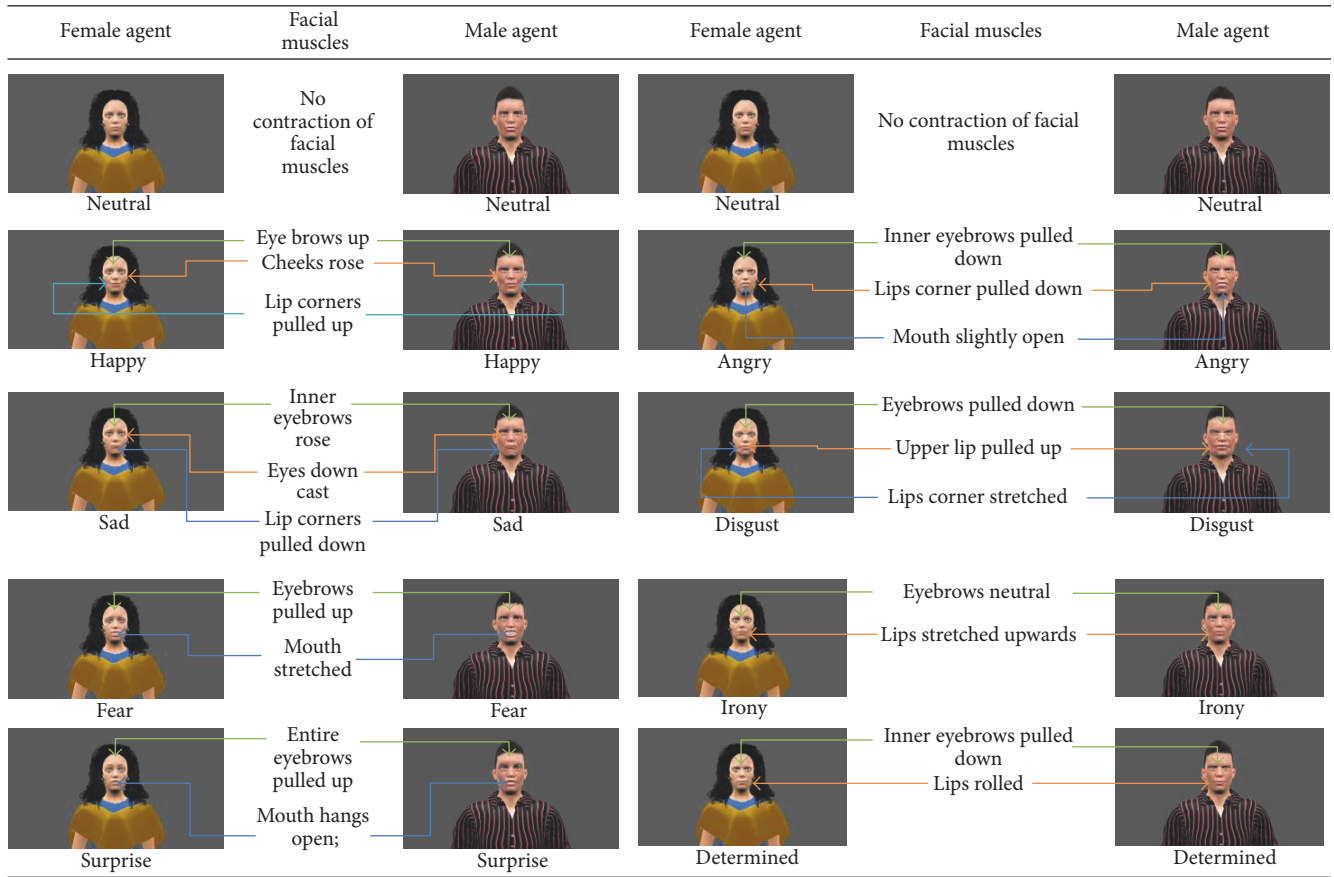 Female agent
Facial
muscles
Male agent
Female agent
Facial muscles
Male agent
No
contraction of
facial
muscles
No contraction of facial
muscles
Neutral
Neutral
Neutral
Neutral
Eye brows up
Cheeks rose
Lip corners
pulled up
Inner eyebrows pulled
down
Lips corner pulled down
Mouth slightly open
Happy
Happy
Angry
Angry
Inner
eyebrows
rose
Eyes down
cast
Lip corners
pulled down
Eyebrows pulled down
Upper lip pulled up
Lips corner stretched
Sad
Sad
Disgust
Disgust
Eyebrows
pulled up
Mouth
stretched
Eyebrows neutral
Lips stretched upwards
Fear
Fear
Irony
Irony
Entire
eyebrows
pulled up
Mouth hangs
open;
Inner eyebrows pulled
down
Lips rolled
Surprise
Surprise
Determined
Determined